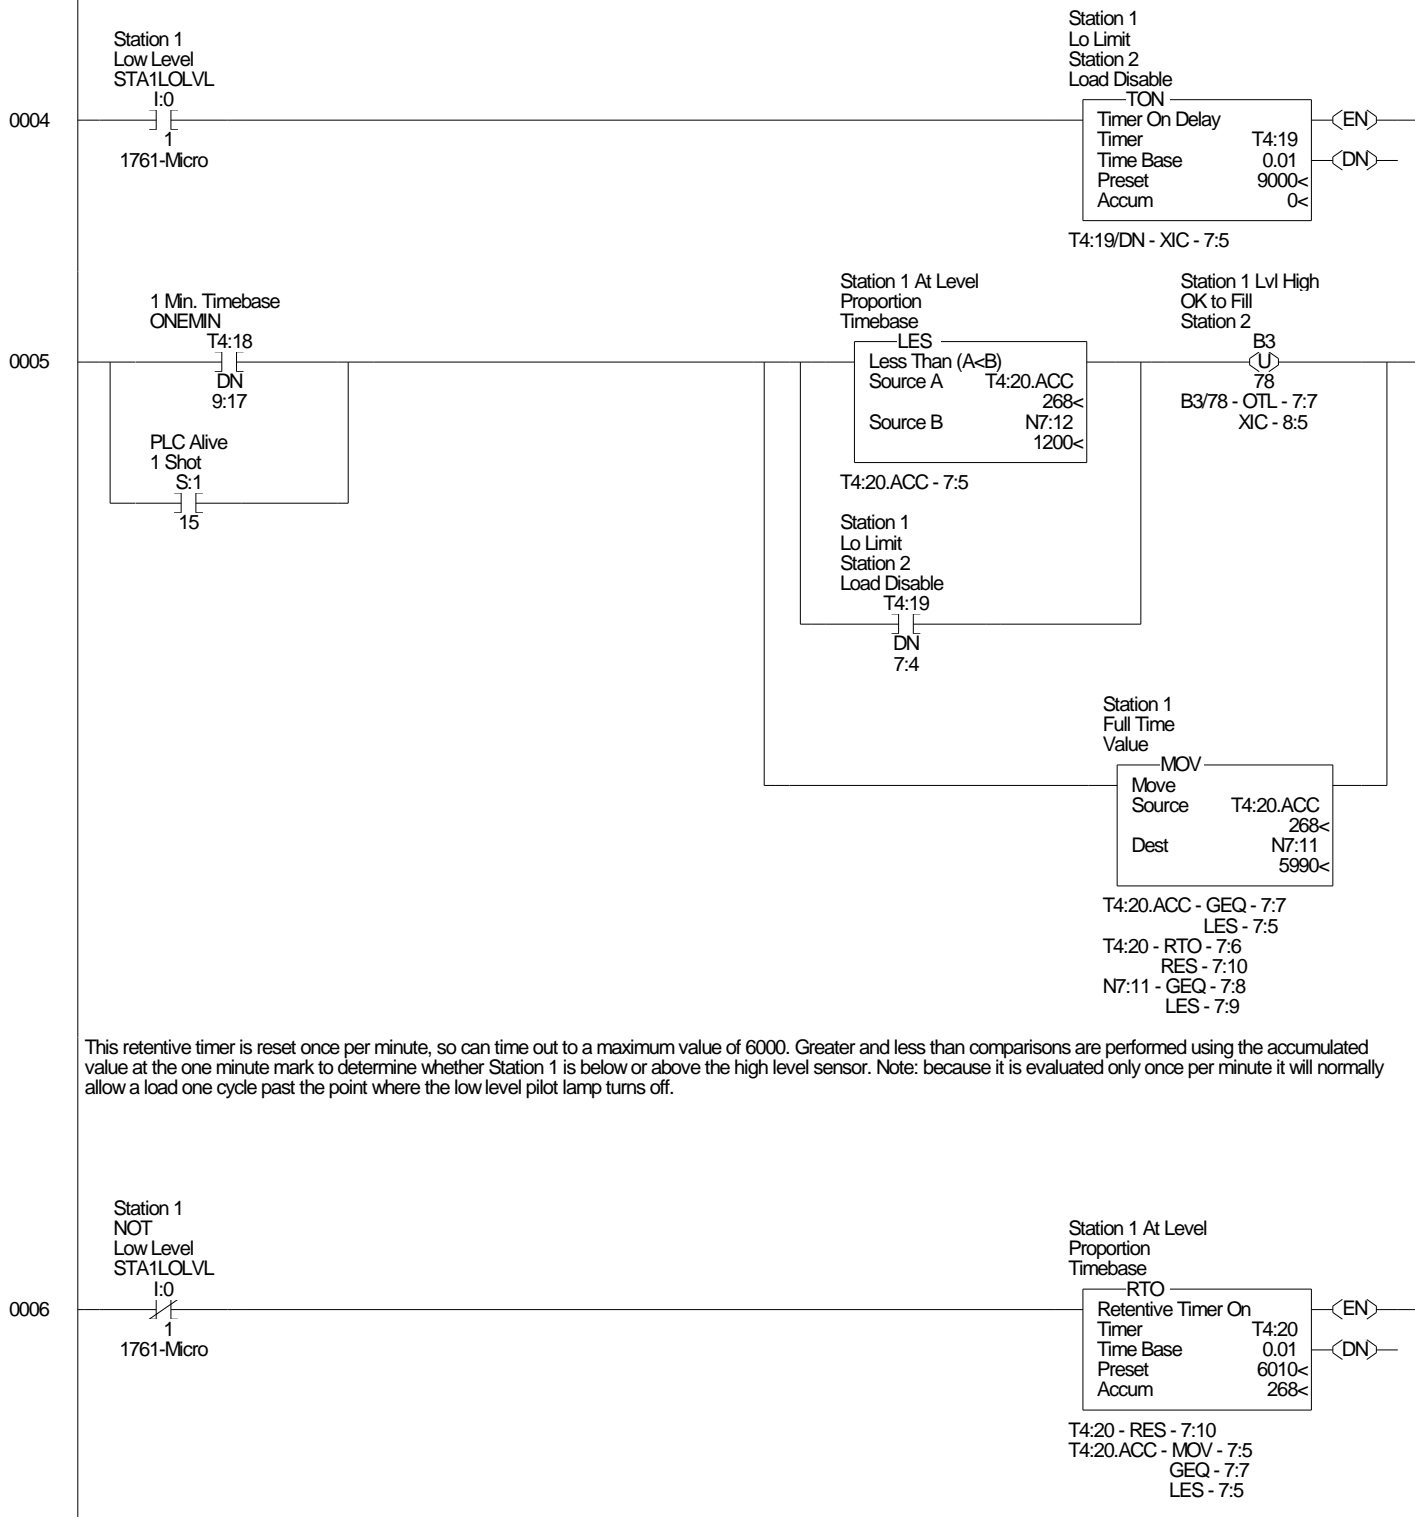 Station 1
Low Level
STA1LOLVL
I:0
1
1761-Micro
0004
Station 1
Lo Limit
Station 2
Load Disable
TON
Timer On Delay
Timer T4:19
Time Base 0.01
Preset 9000<
Accum 0<
EN
DN
T4:19/DN - XIC - 7:5
0005
1 Min. Timebase
ONEMIN
T4:18
DN
9:17
PLC Alive
1 Shot
S:1
15
Station 1 At Level
Proportion
Timebase
LES
Less Than (A<B)
Source A T4:20.ACC
268<
Source B N7:12
1200<
T4:20.ACC - 7:5
Station 1 Lvl High
OK to Fill
Station 2
B3
U
78
B3/78 - OTL - 7:7
XIC - 8:5
Station 1
Lo Limit
Station 2
Load Disable
T4:19
DN
7:4
Station 1
Full Time
Value
MOV
Move
Source T4:20.ACC
268<
Dest N7:11
5990<
T4:20.ACC - GEQ - 7:7
LES - 7:5
T4:20 - RTO - 7:6
RES - 7:10
N7:11 - GEQ - 7:8
LES - 7:9
This retentive timer is reset once per minute, so can time out to a maximum value of 6000. Greater and less than comparisons are performed using the accumulated
value at the one minute mark to determine whether Station 1 is below or above the high level sensor. Note: because it is evaluated only once per minute it will normally
allow a load one cycle past the point where the low level pilot lamp turns off.
0006
Station 1
NOT
Low Level
STA1LOLVL
I:0
1
1761-Micro
Station 1 At Level
Proportion
Timebase
RTO
Retentive Timer On
Timer T4:20
Time Base 0.01
Preset 6010<
Accum 268<
EN
DN
T4:20 - RES - 7:10
T4:20.ACC - MOV - 7:5
GEQ - 7:7
LES - 7:5